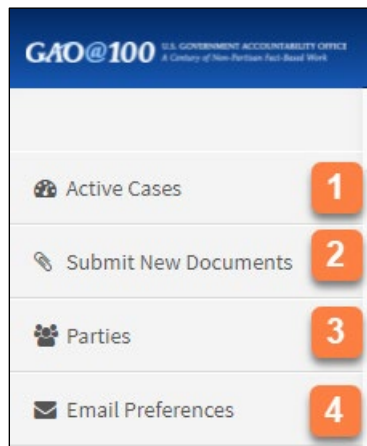 GAO@100 U.S. GOVERNMENT ACCOUNTABILITY OFFICE
A Century of Non-Partisan Fact-Based Work
Active Cases 1
Submit New Documents 2
Parties 3
Email Preferences 4